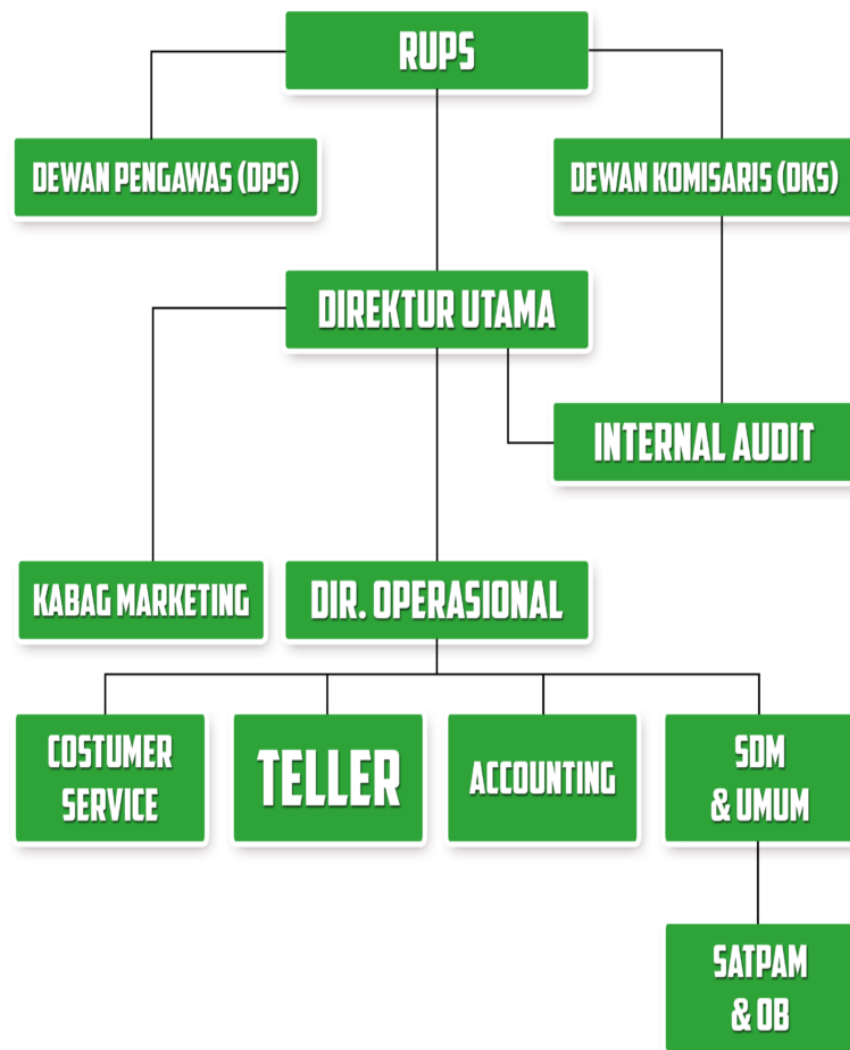 RUPS
DEWAN PENGAWAS (DPS)
DEWAN KOMISARIS (DKS)
DIREKTUR UTAMA
INTERNAL AUDIT
KABAG MARKETING
DIR. OPERASIONAL
COSTUMER
SERVICE
TELLER
ACCOUNTING
SDM
& UMUM
SATPAM
& OB